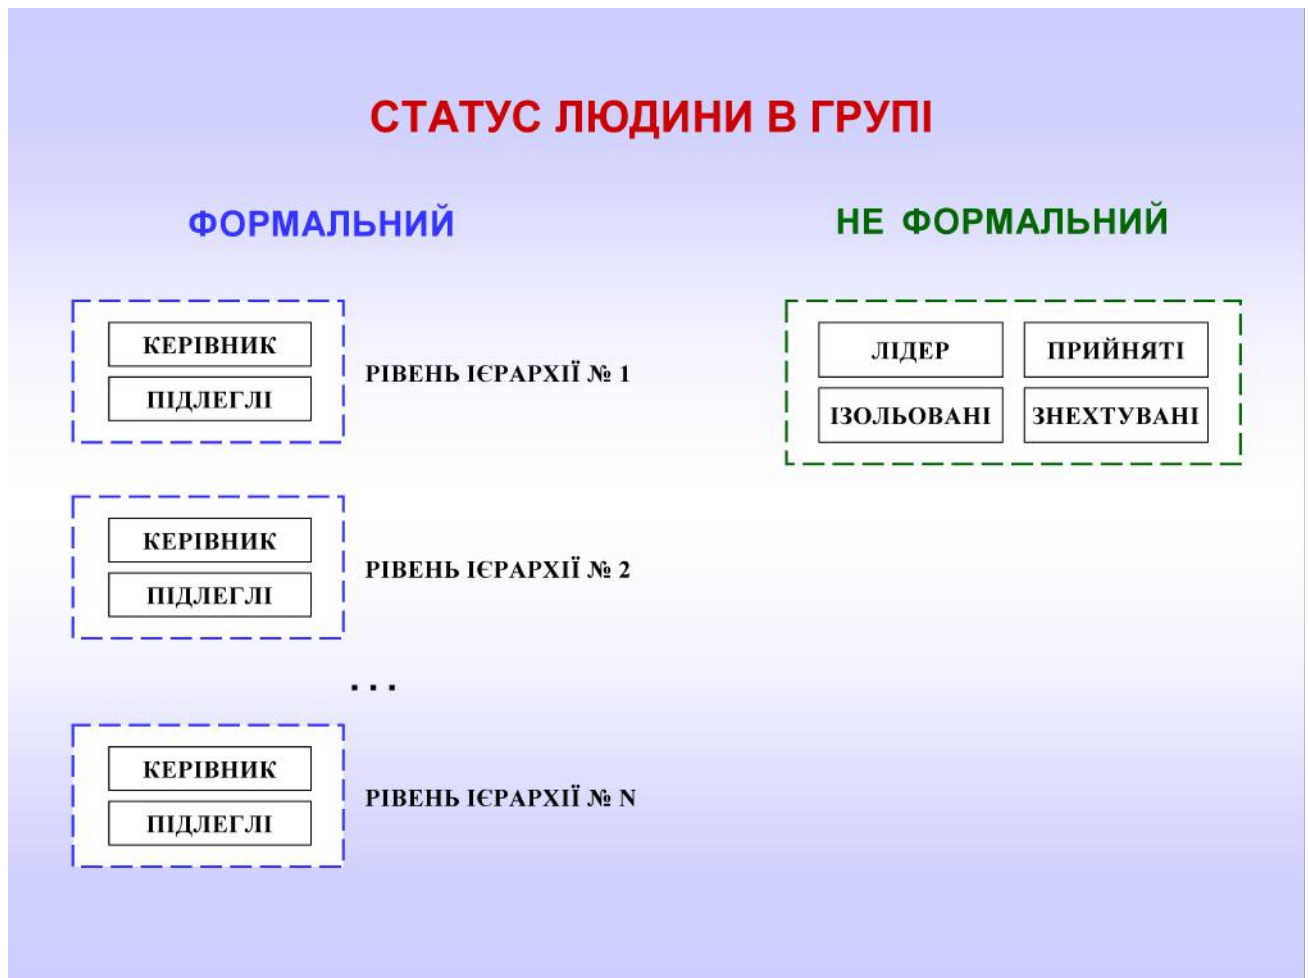 СТАТУС ЛЮДИНИ В ГРУПІ
ФОРМАЛЬНИЙ
КЕРІВНИК
ПІДЛЕГЛІ
РІВЕНЬ ІЄРАРХІЇ № 1
КЕРІВНИК
ПІДЛЕГЛІ
РІВЕНЬ ІЄРАРХІЇ № 2
...
КЕРІВНИК
ПІДЛЕГЛІ
РІВЕНЬ ІЄРАРХІЇ № N
НЕ ФОРМАЛЬНИЙ
ЛІДЕР
ПРИЙНЯТІ
ІЗОЛЬОВАНІ
ЗНЕХТУВАНІ